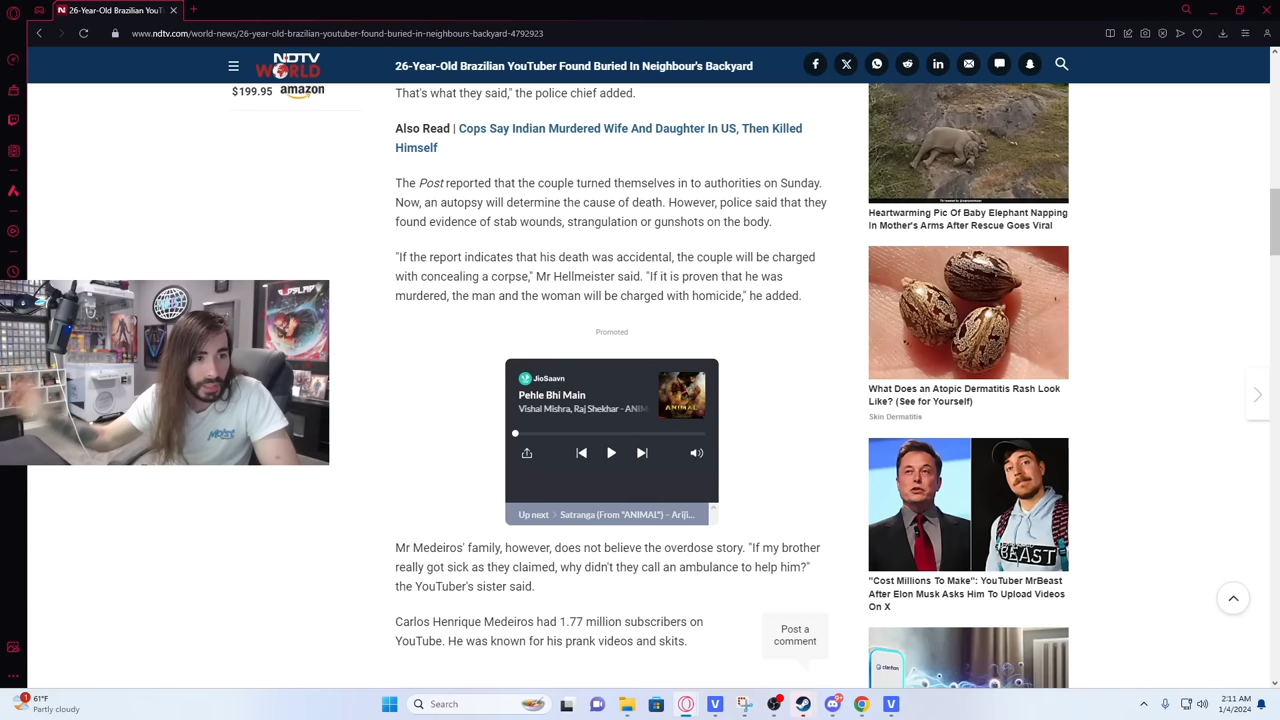 26-Year-Old Brazilian YouT
www.ndtv.com/world-news/26-year-old-brazilian-youtuber-found-buried-in-neighbour's-backyard-4792923
NDTV
WORLD
26-Year-Old Brazilian YouTuber Found Buried In Neighbour's Backyard
$199.95 amazon
That's what they said," the police chief added.
Also Read | Cops Say Indian Murdered Wife And Daughter In US, Then Killed
Himself
The Post reported that the couple turned themselves in to authorities on Sunday.
Now, an autopsy will determine the cause of death. However, police said that they
found evidence of stab wounds, strangulation or gunshots on the body.
"If the report indicates that his death was accidental, the couple will be charged
with concealing a corpse," Mr Hellmeister said. "If it is proven that he was
murdered, the man and the woman will be charged with homicide," he added.
Promoted
JioSaavn
Pehle Bhi Main
Vishal Mishra, Raj Shekhar - ANIM
ANIMAL
Up next > Satranga (From "ANIMAL") – Ariji...
Mr Medeiros' family, however, does not believe the overdose story. "If my brother
really got sick as they claimed, why didn't they call an ambulance to help him?"
the YouTuber's sister said.
Carlos Henrique Medeiros had 1.77 million subscribers on
YouTube. He was known for his prank videos and skits.
Post a
comment
Heartwarming Pic Of Baby Elephant Napping
In Mother's Arms After Rescue Goes Viral
What Does an Atopic Dermatitis Rash Look
Like? (See for Yourself)
Skin Dermatitis
BEAST
"Cost Millions To Make": YouTuber MrBeast
After Elon Musk Asks Him To Upload Videos
On X
clairton
1
61°F
Partly cloudy
Search
2:11 AM
1/4/2024